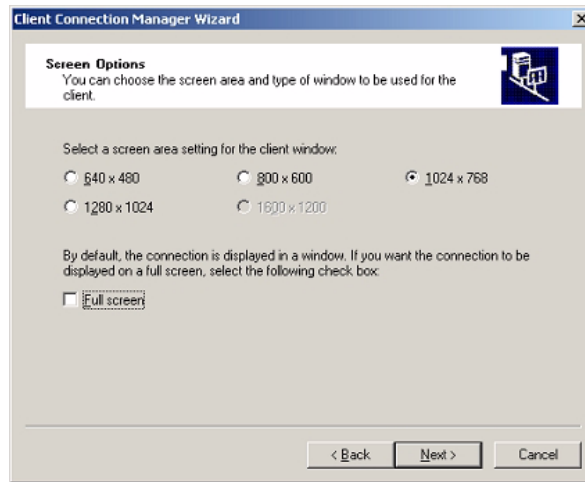 Client Connection Manager Wizard
Screen Options
You can choose the screen area and type of window to be used for the
client.
Select a screen area setting for the client window:
640 x 480
800 x 600
1024 x 768
1280 x 1024
1600 x 1200
By default, the connection is displayed in a window. If you want the connection to be
displayed on a full screen, select the following check box:
Full screen
< Back
Next >
Cancel